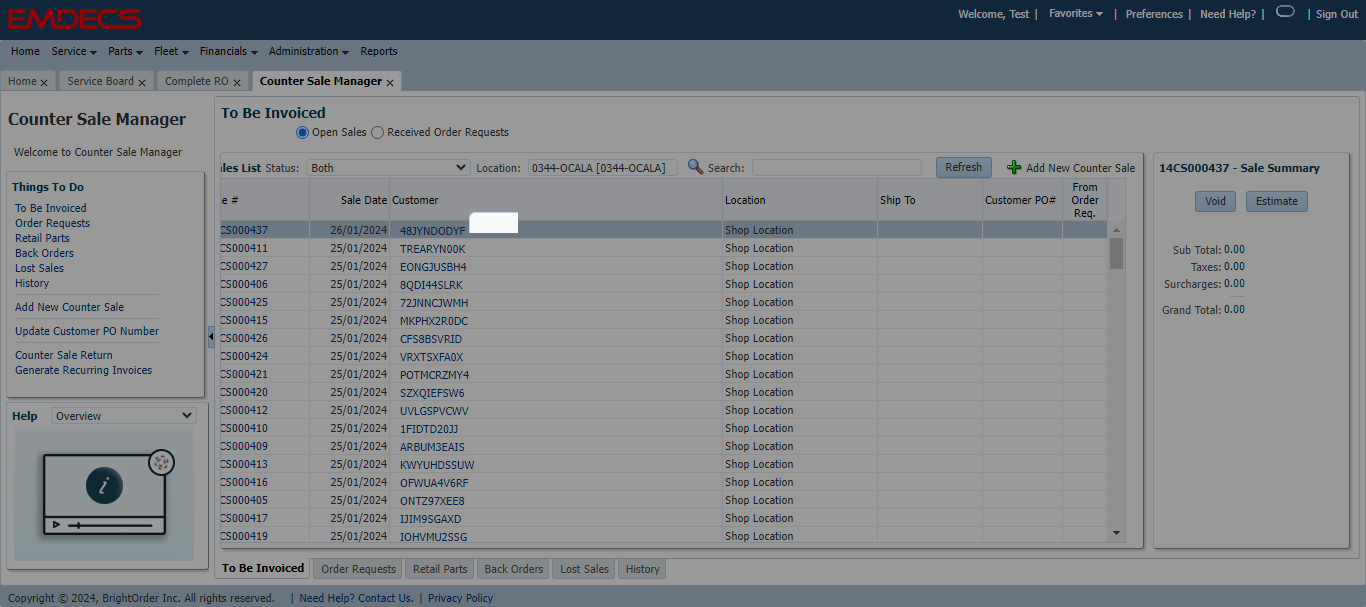 EMDECS
Welcome, Test | Favorites | Preferences | Need Help? | | Sign Out
Home Service Parts Fleet Financials Administration Reports
Home x Service Board x Complete RO x Counter Sale Manager x
Counter Sale Manager
Welcome to Counter Sale Manager
Things To Do
To Be Invoiced
Order Requests
Retail Parts
Back Orders
Lost Sales
History
Add New Counter Sale
Update Customer PO Number
Counter Sale Return
Generate Recurring Invoices
Help Overview
i
To Be Invoiced
Open Sales Received Order Requests
ales List Status: Both Location: 0344-OCALA [0344-OCALA] Search: Refresh Add New Counter Sale
e # Sale Date Customer Location Ship To Customer PO# From Order Req.
CS000437 26/01/2024 48JYNDODYF Shop Location
CS000411 25/01/2024 TREARYN00K Shop Location
CS000427 25/01/2024 EONGJUSBH4 Shop Location
CS000406 25/01/2024 8QDI44SLRK Shop Location
CS000425 25/01/2024 72JNNCJWMH Shop Location
CS000415 25/01/2024 MKPHX2R0DC Shop Location
CS000426 25/01/2024 CFS8BSVRID Shop Location
CS000424 25/01/2024 VRXTSXFA0X Shop Location
CS000421 25/01/2024 POTMCRZMY4 Shop Location
CS000420 25/01/2024 SZXQIEFSW6 Shop Location
CS000412 25/01/2024 UVLGSPVCWV Shop Location
CS000410 25/01/2024 1FIDTD20JJ Shop Location
CS000409 25/01/2024 ARBUM3EAIS Shop Location
CS000413 25/01/2024 KWYUHDSSUW Shop Location
CS000416 25/01/2024 OFWUA4V6RF Shop Location
CS000405 25/01/2024 ONTZ97XEE8 Shop Location
CS000417 25/01/2024 IJIM9SGAXD Shop Location
CS000419 25/01/2024 IOHVMU2SSG Shop Location
14CS000437 - Sale Summary
Void Estimate
Sub Total: 0.00
Taxes: 0.00
Surcharges: 0.00
Grand Total: 0.00
To Be Invoiced Order Requests Retail Parts Back Orders Lost Sales History
Copyright © 2024, BrightOrder Inc. All rights reserved. | Need Help? Contact Us. | Privacy Policy